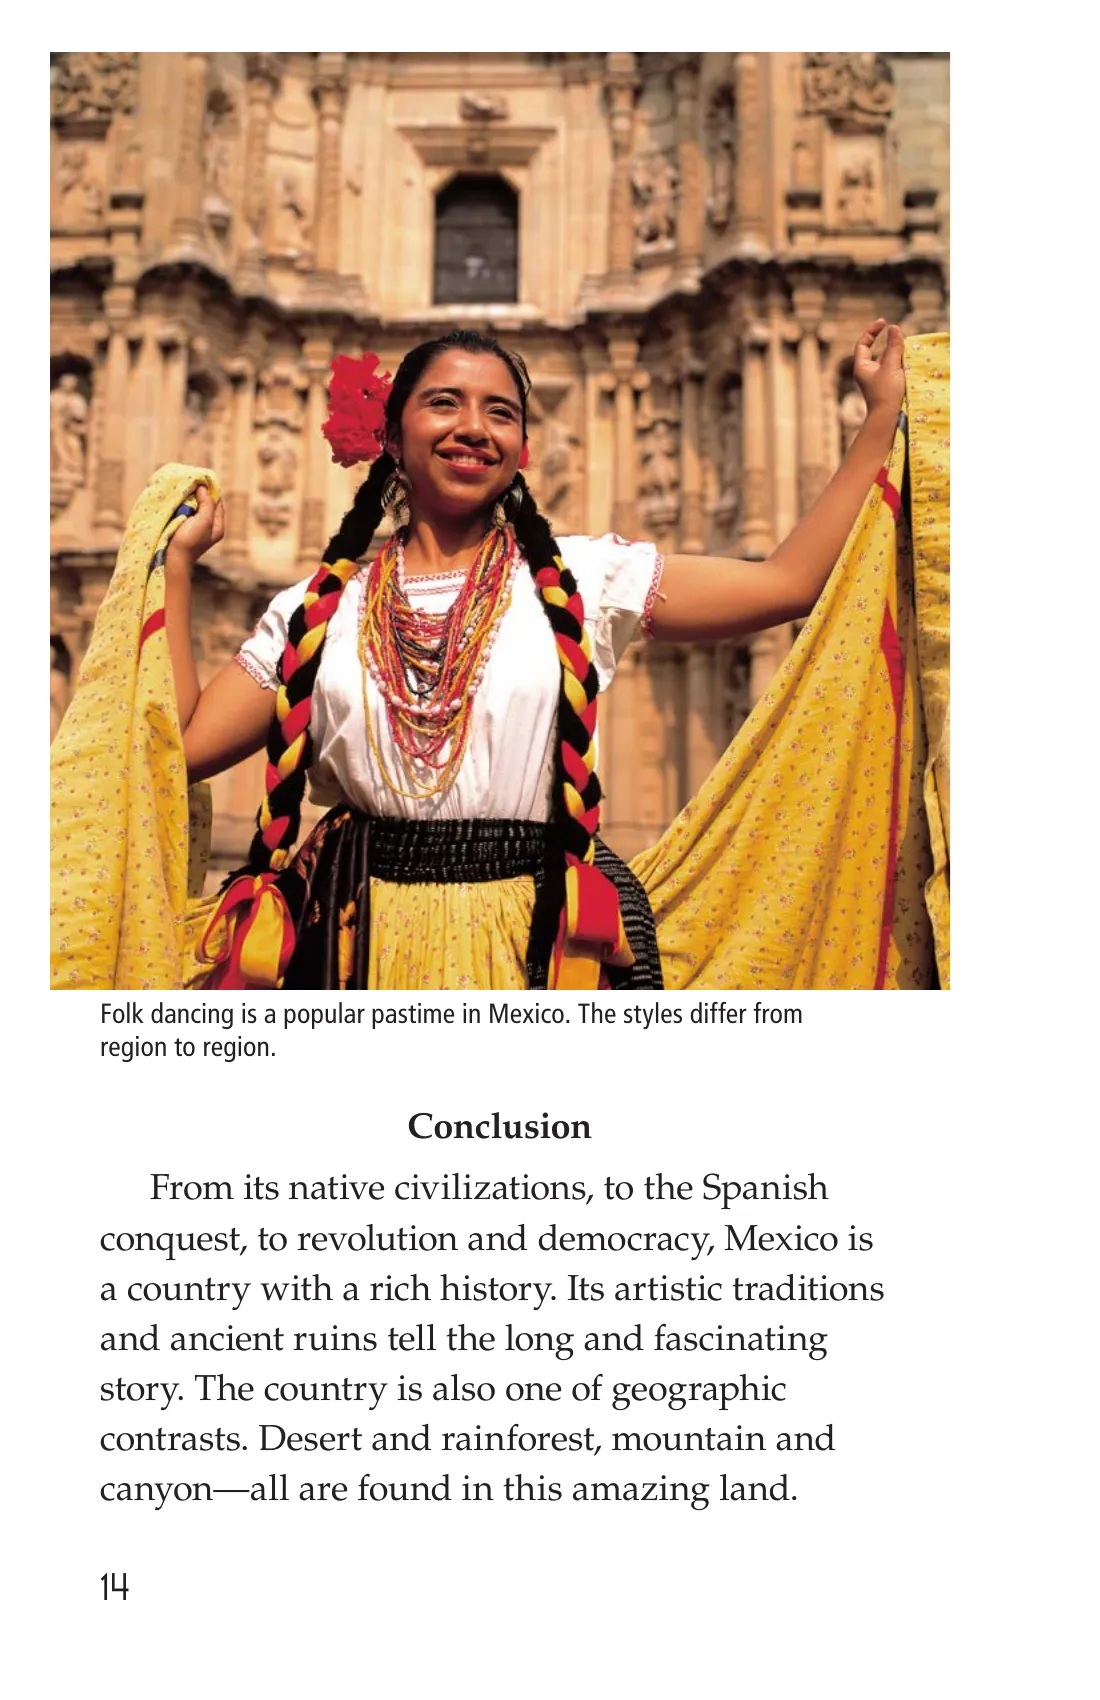 Folk dancing is a popular pastime in Mexico. The styles differ from
region to region.
Conclusion
From its native civilizations, to the Spanish
conquest, to revolution and democracy, Mexico is
a country with a rich history. Its artistic traditions
and ancient ruins tell the long and fascinating
story. The country is also one of geographic
contrasts. Desert and rainforest, mountain and
canyon—all are found in this amazing land.
14